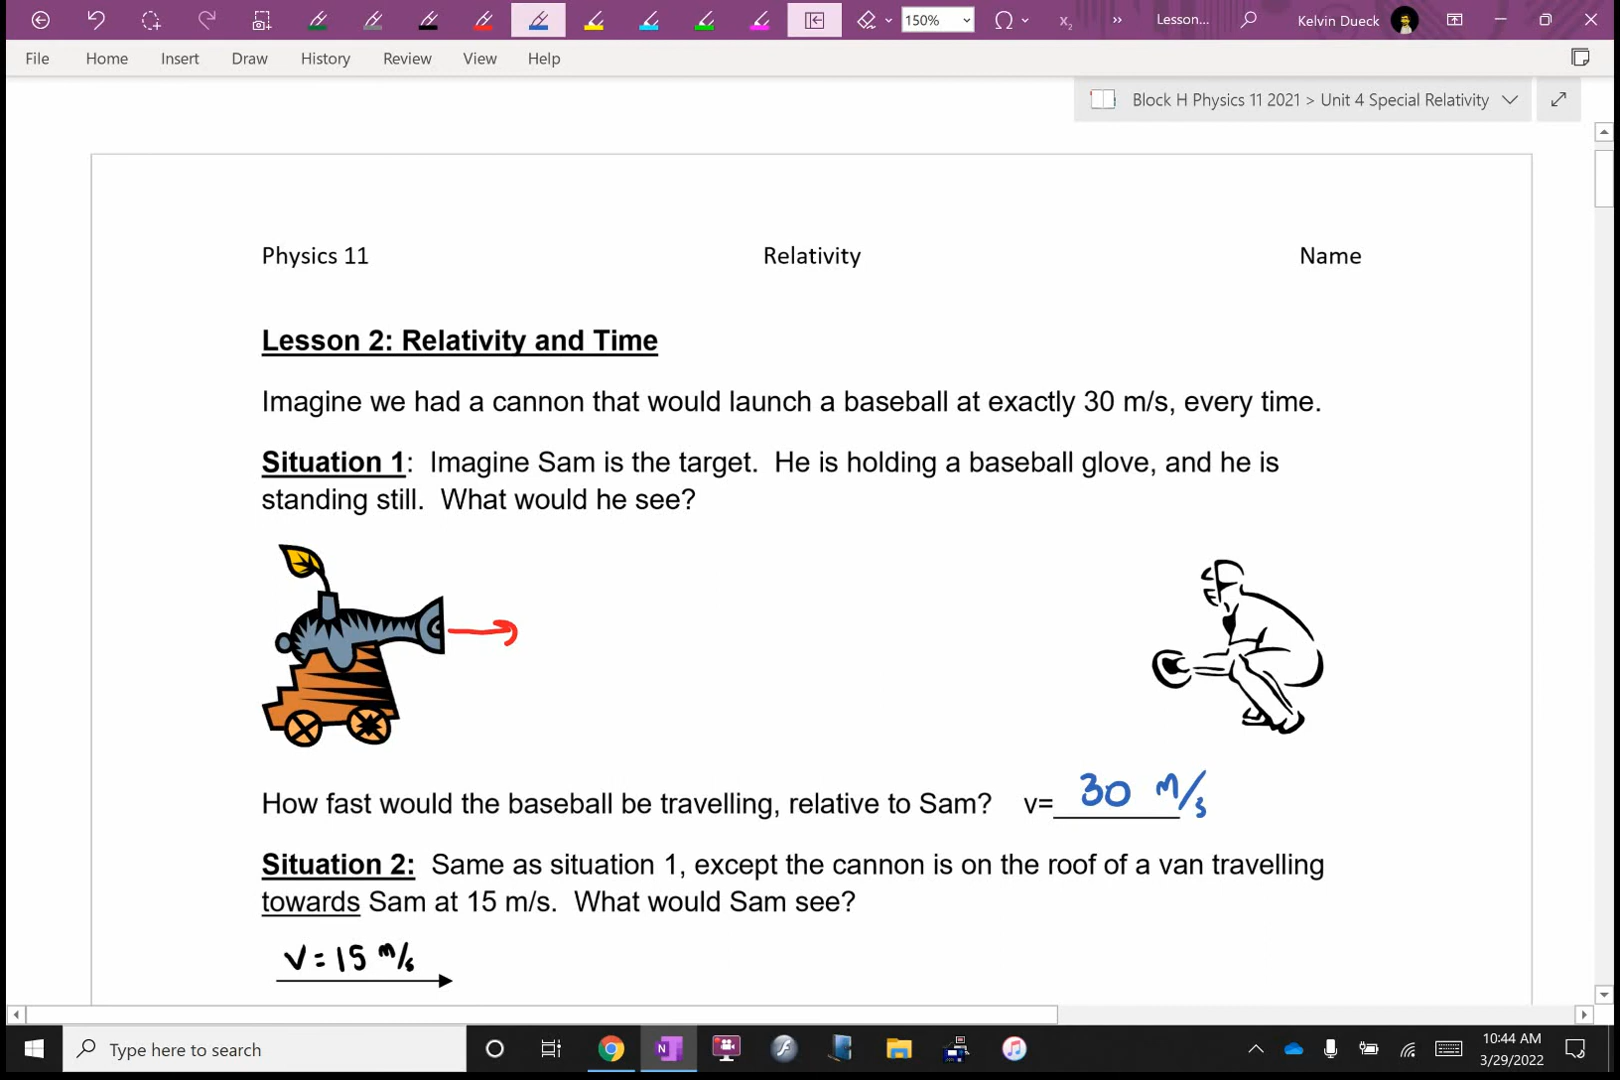 150%
Lesson...
Kelvin Dueck
File Home Insert Draw History Review View Help
Block H Physics 11 2021 > Unit 4 Special Relativity
Physics 11 Relativity Name
Lesson 2: Relativity and Time
Imagine we had a cannon that would launch a baseball at exactly 30 m/s, every time.
Situation 1: Imagine Sam is the target. He is holding a baseball glove, and he is
standing still. What would he see?
How fast would the baseball be travelling, relative to Sam? v= 30 m/s
Situation 2: Same as situation 1, except the cannon is on the roof of a van travelling
towards Sam at 15 m/s. What would Sam see?
v = 15 m/s
Type here to search
10:44 AM
3/29/2022